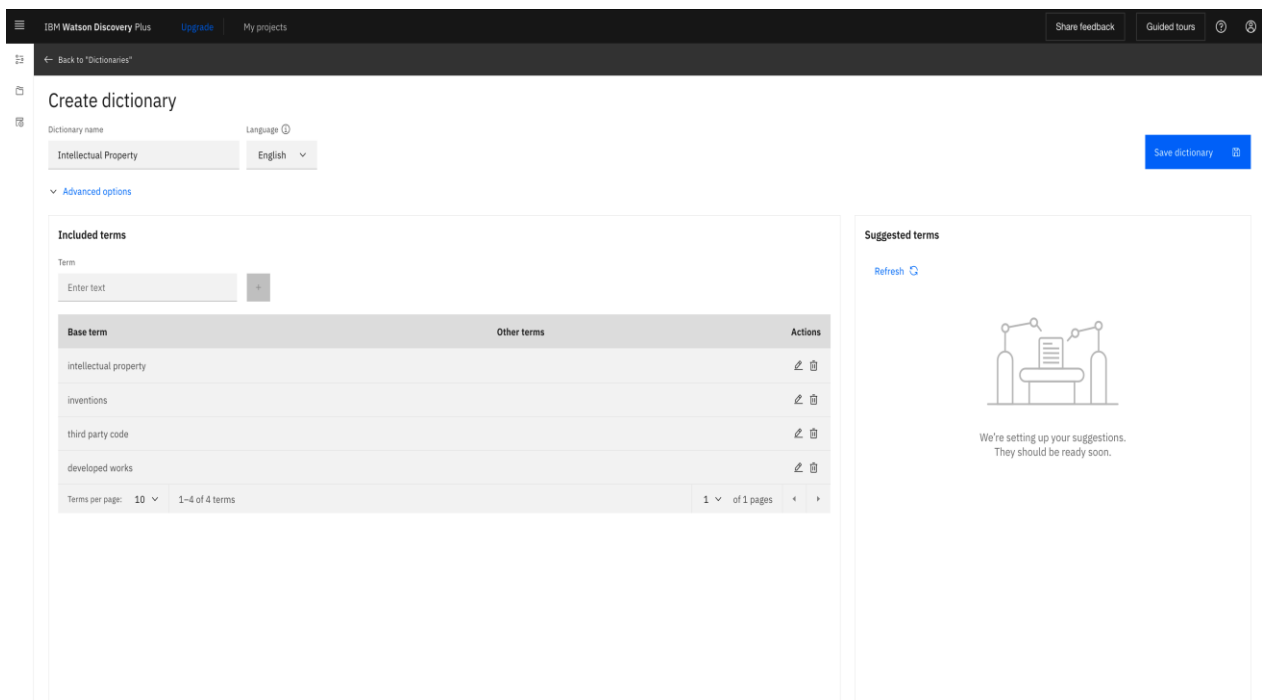 IBM Watson Discovery Plus Upgrade My projects Share feedback Guided tours
← Back to "Dictionaries"
Create dictionary
Dictionary name Language
Intellectual Property English
Save dictionary
Advanced options
Included terms
Suggested terms
Term
Refresh
Enter text +
Base term Other terms Actions
intellectual property
inventions
third party code
developed works
We're setting up your suggestions.
They should be ready soon.
Terms per page: 10 1–4 of 4 terms 1 of 1 pages